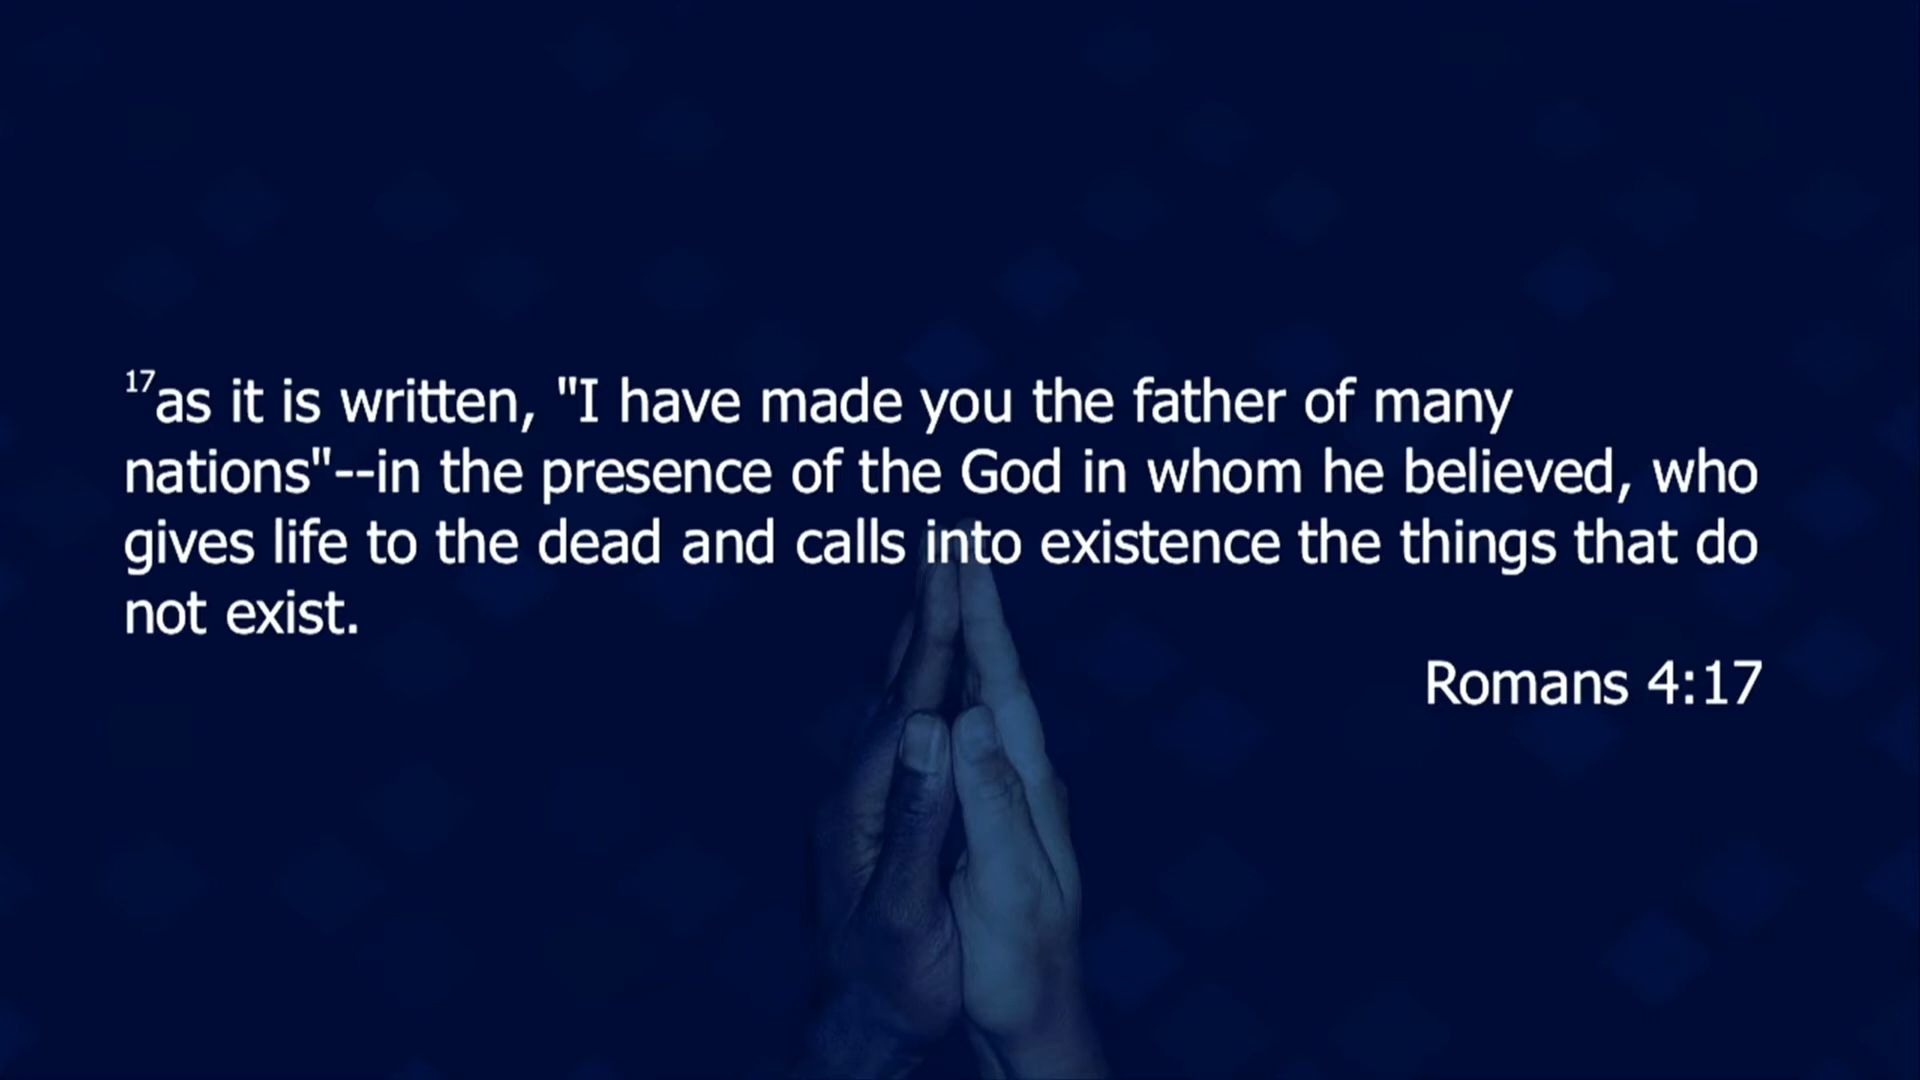 17as it is written, "I have made you the father of many
nations"--in the presence of the God in whom he believed, who
gives life to the dead and calls into existence the things that do
not exist.
Romans 4:17